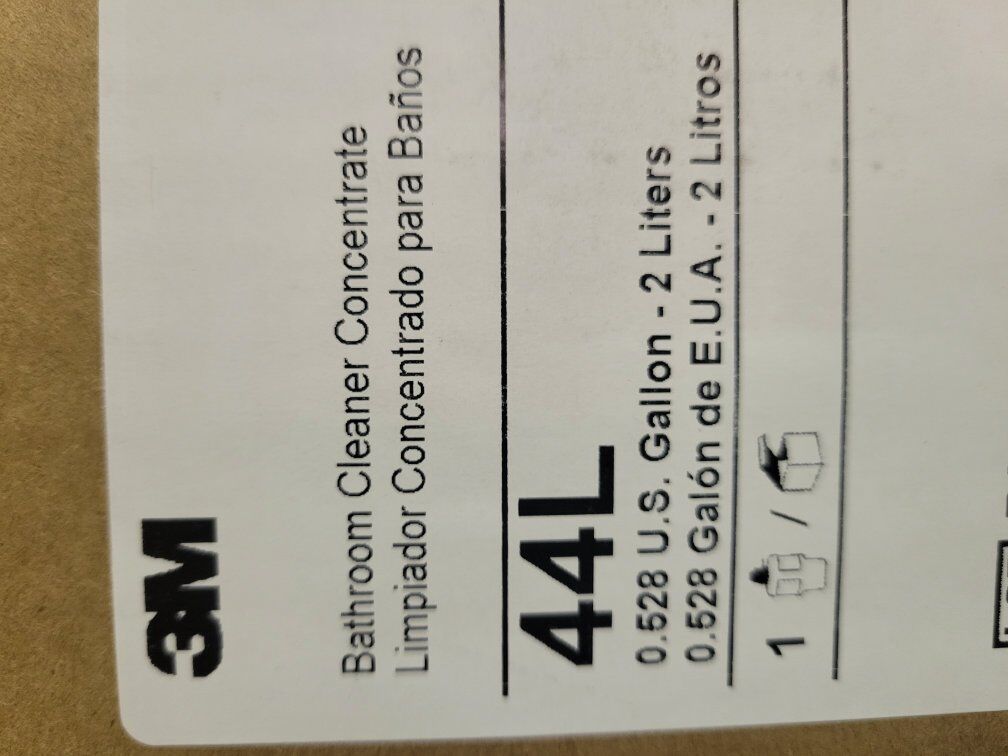 3M
Bathroom Cleaner Concentrate
Limpiador Concentrado para Baños
44L
0.528 U.S. Gallon - 2 Liters
0.528 Galón de E.U.A. - 2 Litros
1 /